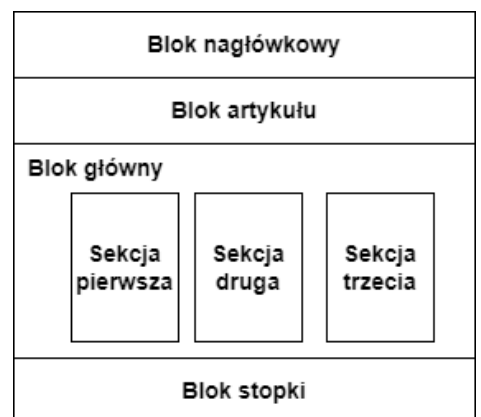 Blok nagłówkowy
Blok artykułu
Blok główny
Sekcja
pierwsza
Sekcja
druga
Sekcja
trzecia
Blok stopki